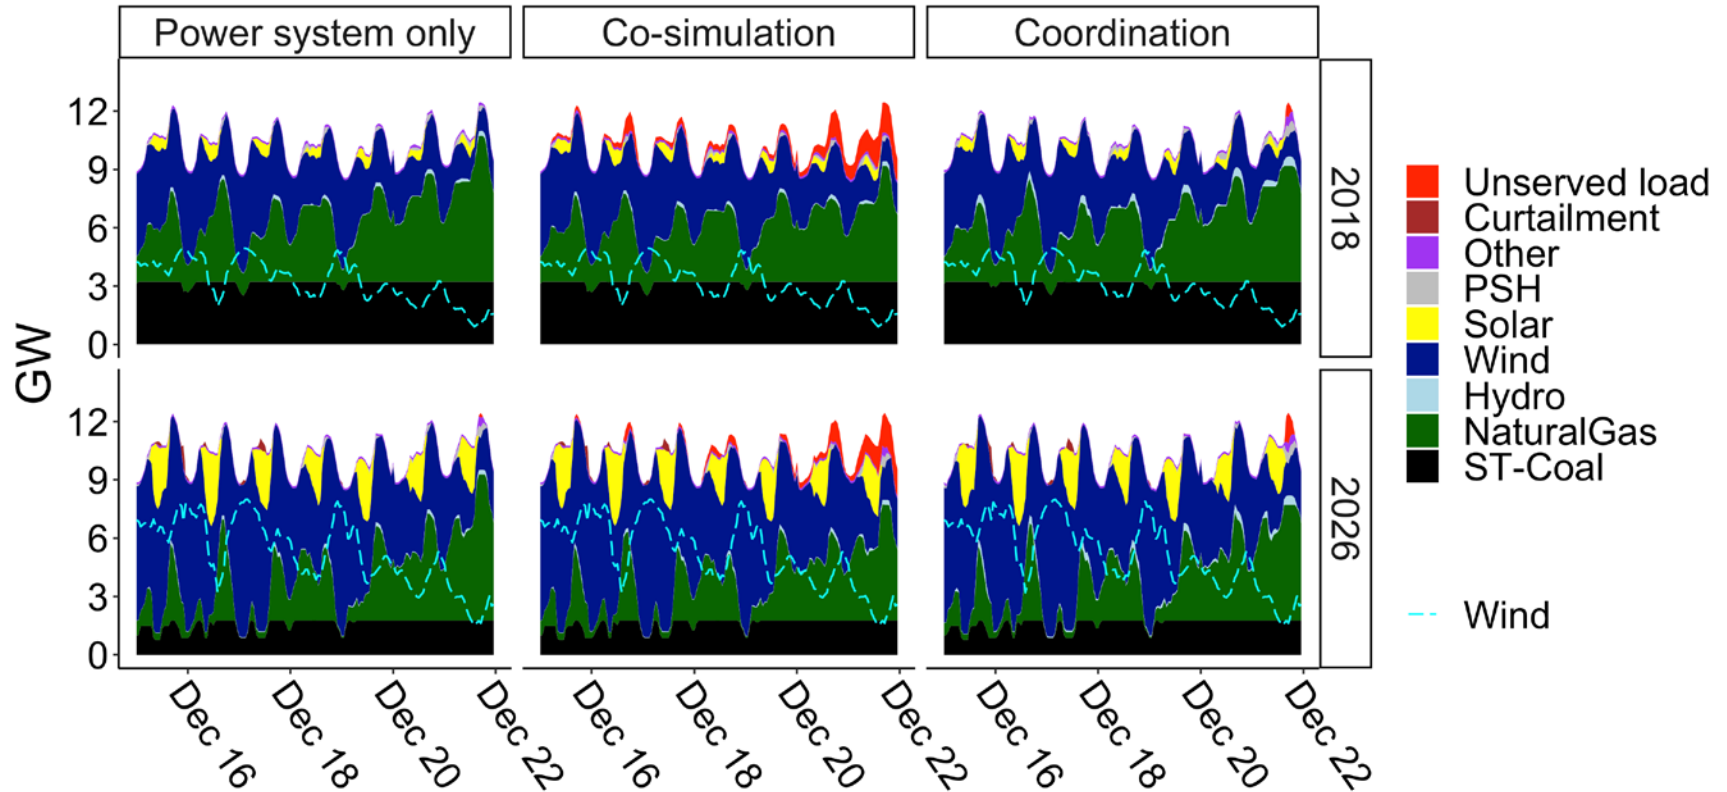 Power system only
Co-simulation
Coordination
GW
12
9
6
3
0
2018
12
9
6
3
0
2026
Dec 16
Dec 18
Dec 20
Dec 22
Dec 16
Dec 18
Dec 20
Dec 22
Dec 16
Dec 18
Dec 20
Dec 22
Unserved load
Curtailment
Other
PSH
Solar
Wind
Hydro
NaturalGas
ST-Coal
Wind